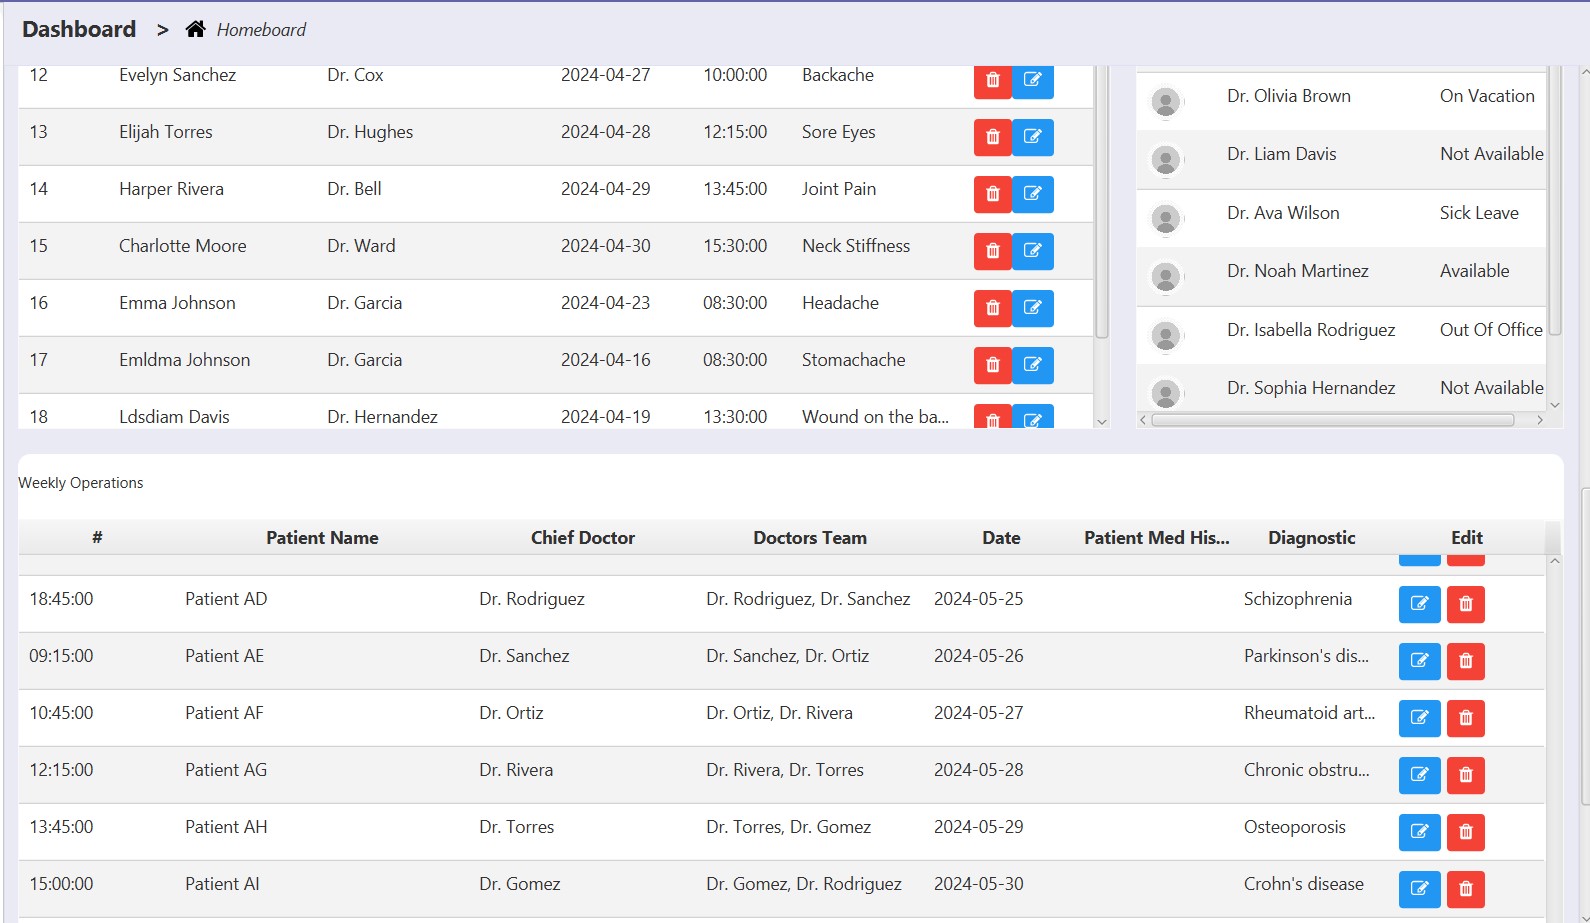 Dashboard > Homeboard
12 Evelyn Sanchez Dr. Cox 2024-04-27 10:00:00 Backache
13 Elijah Torres Dr. Hughes 2024-04-28 12:15:00 Sore Eyes
14 Harper Rivera Dr. Bell 2024-04-29 13:45:00 Joint Pain
15 Charlotte Moore Dr. Ward 2024-04-30 15:30:00 Neck Stiffness
16 Emma Johnson Dr. Garcia 2024-04-23 08:30:00 Headache
17 Emldma Johnson Dr. Garcia 2024-04-16 08:30:00 Stomachache
18 Ldsdiam Davis Dr. Hernandez 2024-04-19 13:30:00 Wound on the ba...
Dr. Olivia Brown On Vacation
Dr. Liam Davis Not Available
Dr. Ava Wilson Sick Leave
Dr. Noah Martinez Available
Dr. Isabella Rodriguez Out Of Office
Dr. Sophia Hernandez Not Available
Weekly Operations
# Patient Name Chief Doctor Doctors Team Date Patient Med His... Diagnostic Edit
18:45:00 Patient AD Dr. Rodriguez Dr. Rodriguez, Dr. Sanchez 2024-05-25 Schizophrenia
09:15:00 Patient AE Dr. Sanchez Dr. Sanchez, Dr. Ortiz 2024-05-26 Parkinson's dis...
10:45:00 Patient AF Dr. Ortiz Dr. Ortiz, Dr. Rivera 2024-05-27 Rheumatoid art...
12:15:00 Patient AG Dr. Rivera Dr. Rivera, Dr. Torres 2024-05-28 Chronic obstru...
13:45:00 Patient AH Dr. Torres Dr. Torres, Dr. Gomez 2024-05-29 Osteoporosis
15:00:00 Patient AI Dr. Gomez Dr. Gomez, Dr. Rodriguez 2024-05-30 Crohn's disease